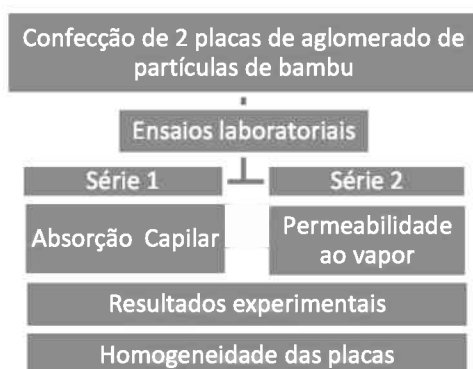 Confecção de 2 placas de aglomerado de
partículas de bambu
Ensaios laboratoriais
Série 1
Série 2
Absorção Capilar
Permeabilidade
ao vapor
Resultados experimentais
Homogeneidade das placas